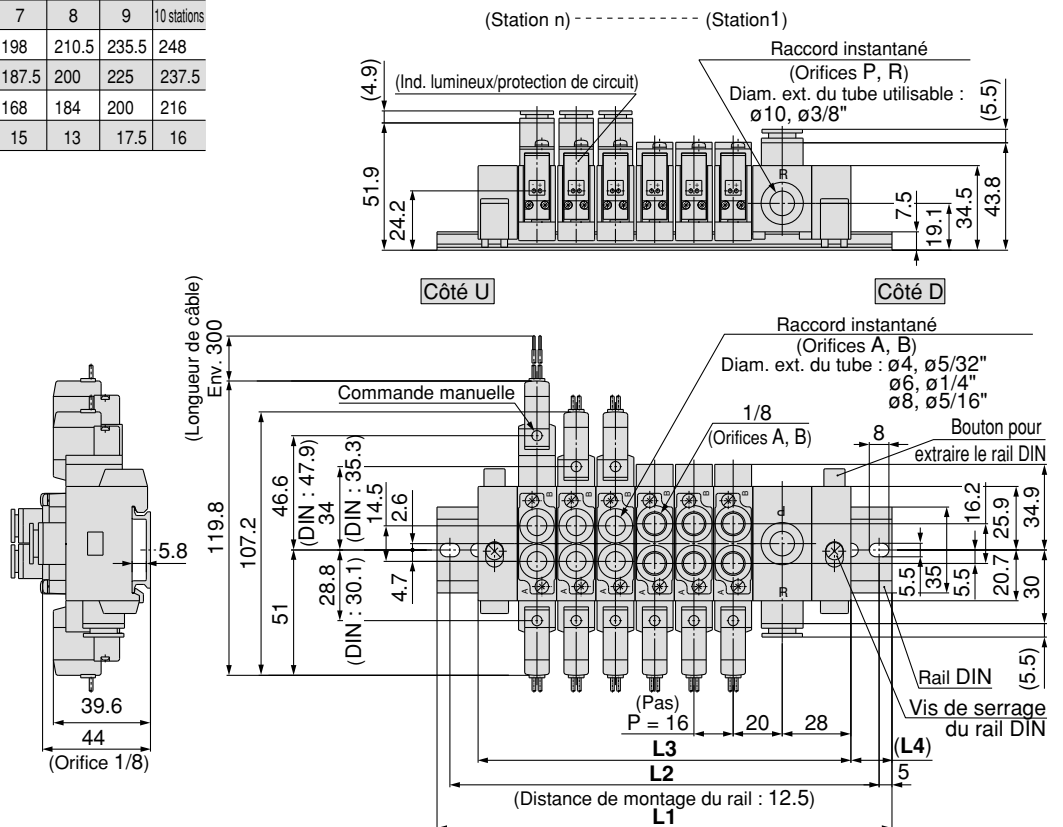 7 8 9 10 stations
198 210.5 235.5 248
187.5 200 225 237.5
168 184 200 216
15 13 17.5 16
(Station n) (Station1)
Raccord instantané
(Orifices P, R)
Diam. ext. du tube utilisable :
ø10, ø3/8"
(Ind. lumineux/protection de circuit)
(4.9)
51.9
24.2
R
(5.5)
7.5
19.1
34.5
43.8
Côté U
Côté D
(Longueur de câble)
Env. 300
Raccord instantané
(Orifices A, B)
Diam. ext. du tube : ø4, ø5/32"
ø6, ø1/4"
ø8, ø5/16"
Commande manuelle
1/8
(Orifices A, B)
8
Bouton pour
extraire le rail DIN
119.8
107.2
46.6
(DIN : 47.9)
34
(DIN : 35.3)
14.5
2.6
4.7
28.8
(DIN : 30.1)
51
B B B B B B
A A A A A A
P
R
16.2
25.9
34.9
5.5
35
5.5
20.7
30
(5.5)
5.8
39.6
44
(Orifice 1/8)
Rail DIN
Vis de serrage
du rail DIN
(Pas)
P = 16
20
28
L3
(L4)
L2
5
(Distance de montage du rail : 12.5)
L1